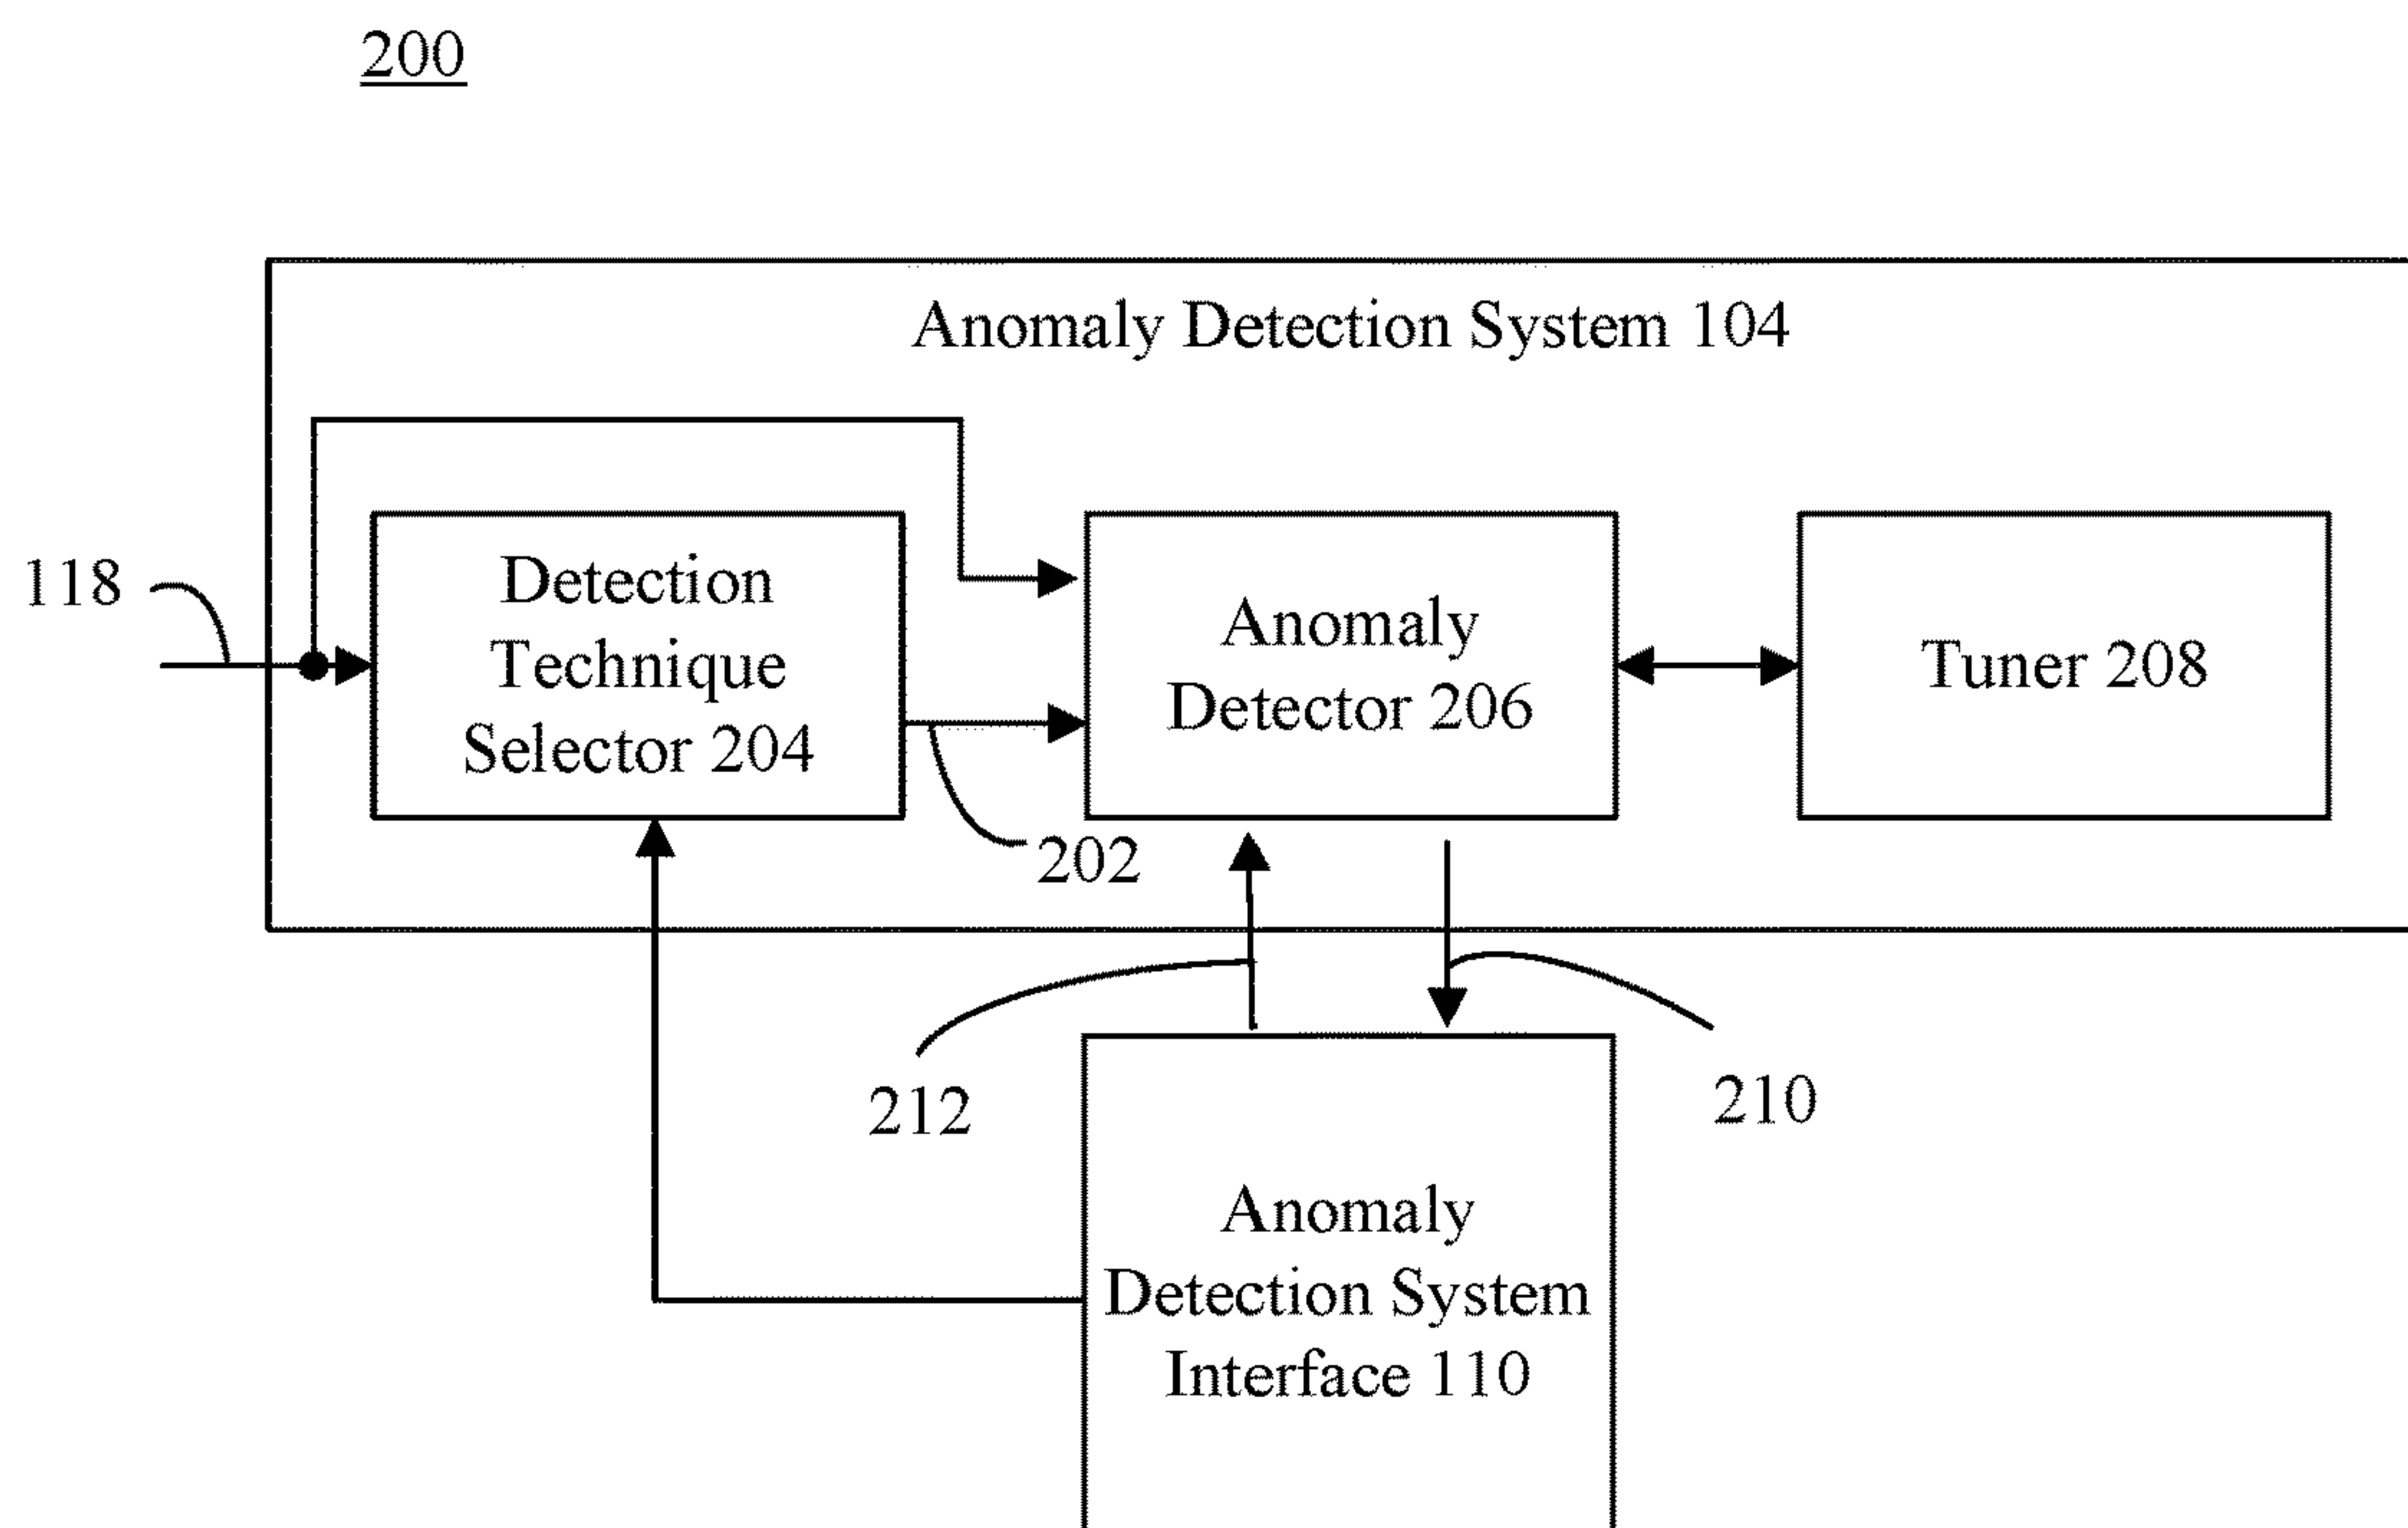 200
Anomaly Detection System 104
118
Detection
Technique
Selector 204
Anomaly
Detector 206
Tuner 208
202
212
210
Anomaly
Detection System
Interface 110